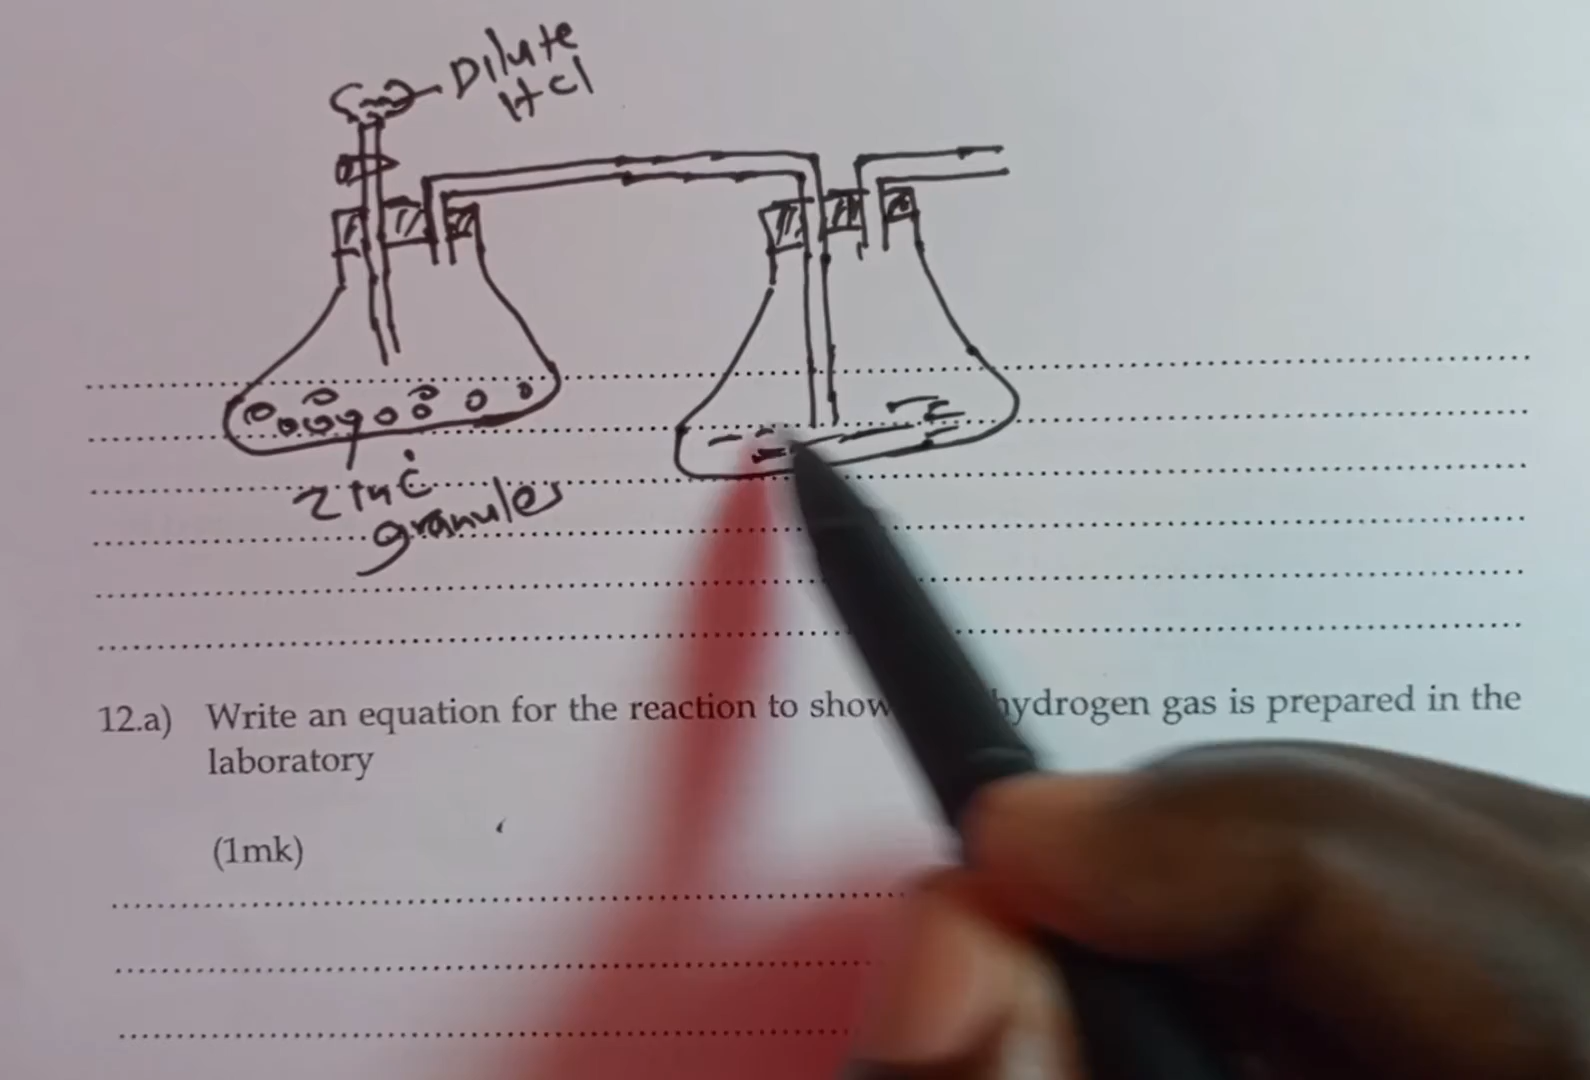 Dilute
HCl
Zinc
granules
12.a) Write an equation for the reaction to show hydrogen gas is prepared in the
laboratory
(1mk)